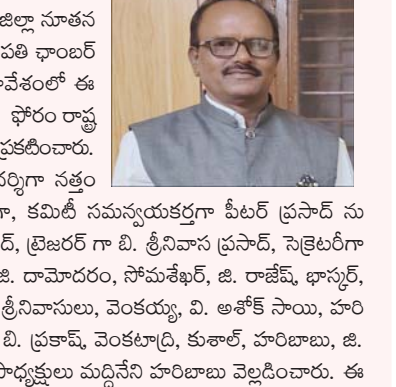 జిల్లా నూతన
పతి ఛాంబర్
వేశంలో ఈ
ఫోరం రాష్ట్ర
ప్రకటించారు.
దర్శిగా నత్తం
గా, కమిటీ సమన్వయకర్తగా పీటర్ ప్రసాద్ ను
ద్, ట్రెజరర్ గా బి. శ్రీనివాస ప్రసాద్, సెక్రెటరీగా
జి. దామోదరం, సోమశేఖర్, జి. రాజేష్, భాస్కర్,
శ్రీనివాసులు, వెంకయ్య, వి. అశోక్ సాయి, హరి
బి. ప్రకాష్, వెంకటాద్రి, కుశాల్, హరిబాబు, జి.
ాధ్యక్షులు మద్దినేని హరిబాబు వెల్లడించారు. ఈ